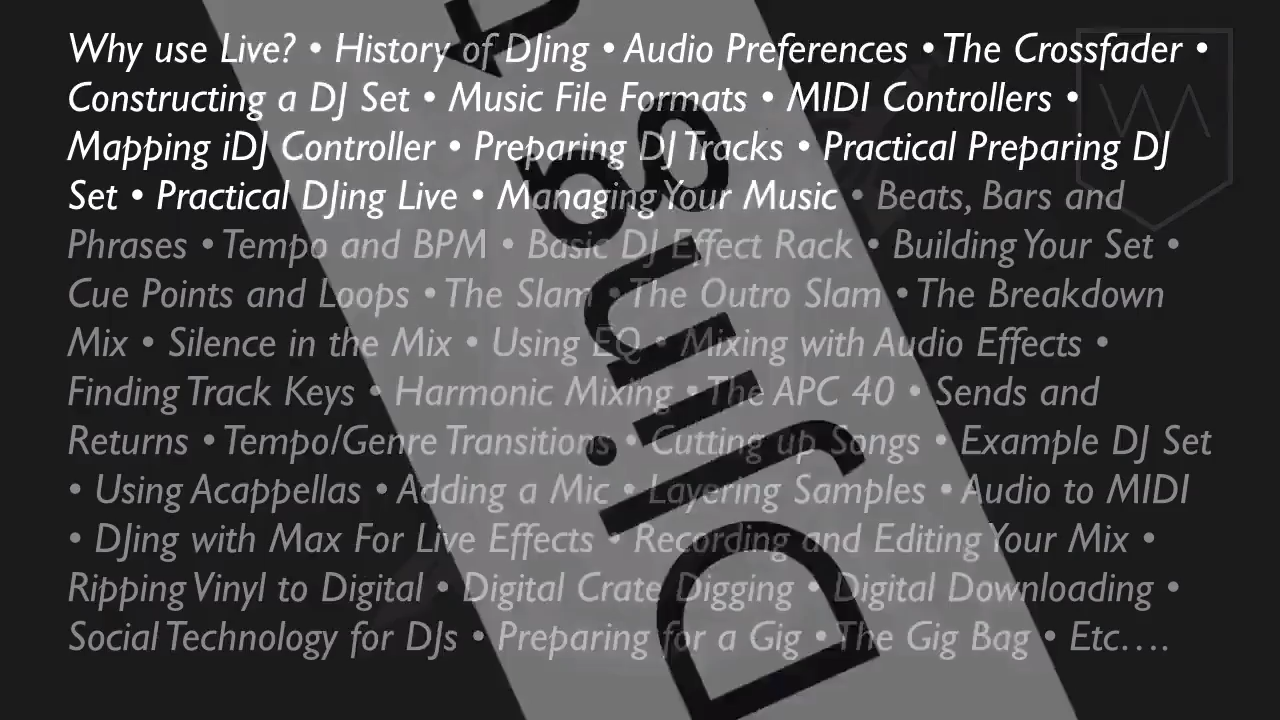 Why use Live? • History of DJing • Audio Preferences • The Crossfader •
Constructing a DJ Set • Music File Formats • MIDI Controllers •
Mapping iDJ Controller • Preparing DJ Tracks • Practical Preparing DJ
Set • Practical DJing Live • Managing Your Music • Beats, Bars and
Phrases • Tempo and BPM • Basic DJ Effect Rack • Building Your Set •
Cue Points and Loops • The Slam • The Outro Slam • The Breakdown
Mix • Silence in the Mix • Using EQ • Mixing with Audio Effects •
Finding Track Keys • Harmonic Mixing • The APC 40 • Sends and
Returns • Tempo/Genre Transitions • Cutting up Songs • Example DJ Set
• Using Acappellas • Adding a Mic • Layering Samples • Audio to MIDI
• DJing with Max For Live Effects • Recording and Editing Your Mix •
Ripping Vinyl to Digital • Digital Crate Digging • Digital Downloading •
Social Technology for DJs • Preparing for a Gig • The Gig Bag • Etc….
DJing